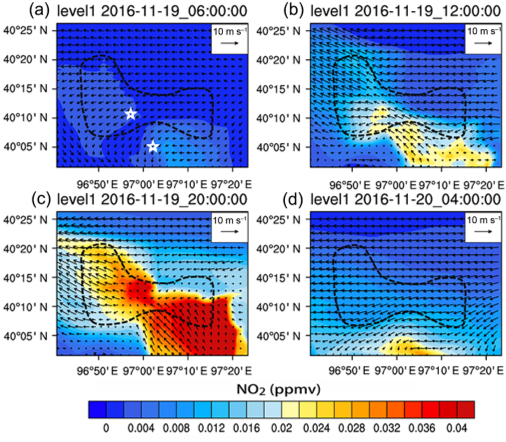 (a) level1 2016-11-19_06:00:00
10 m s⁻¹
40°25' N
40°20' N
40°15' N
40°10' N
40°05' N
96°50' E 97°00' E 97°10' E 97°20' E
(b) level1 2016-11-19_12:00:00
10 m s⁻¹
40°25' N
40°20' N
40°15' N
40°10' N
40°05' N
96°50' E 97°00' E 97°10' E 97°20' E
(c) level1 2016-11-19_20:00:00
10 m s⁻¹
40°25' N
40°20' N
40°15' N
40°10' N
40°05' N
96°50' E 97°00' E 97°10' E 97°20' E
(d) level1 2016-11-20_04:00:00
10 m s⁻¹
40°25' N
40°20' N
40°15' N
40°10' N
40°05' N
96°50' E 97°00' E 97°10' E 97°20' E
NO₂ (ppmv)
0 0.004 0.008 0.012 0.016 0.02 0.024 0.028 0.032 0.036 0.04